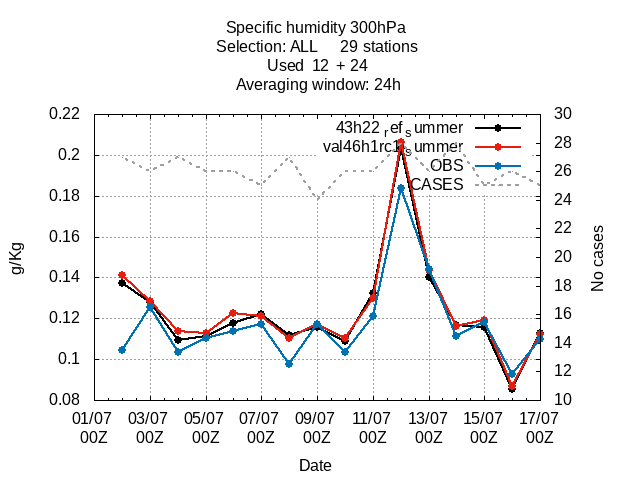 Specific humidity 300hPa
Selection: ALL 29 stations
Used 12 + 24
Averaging window: 24h
0.22
0.2
0.18
0.16
0.14
0.12
0.1
0.08
g/Kg
30
28
26
24
22
20
18
16
14
12
10
No cases
43h22_ref_summer
val46h1rc1_summer
OBS
CASES
01/07 03/07 05/07 07/07 09/07 11/07 13/07 15/07 17/07
00Z 00Z 00Z 00Z 00Z 00Z 00Z 00Z 00Z
Date